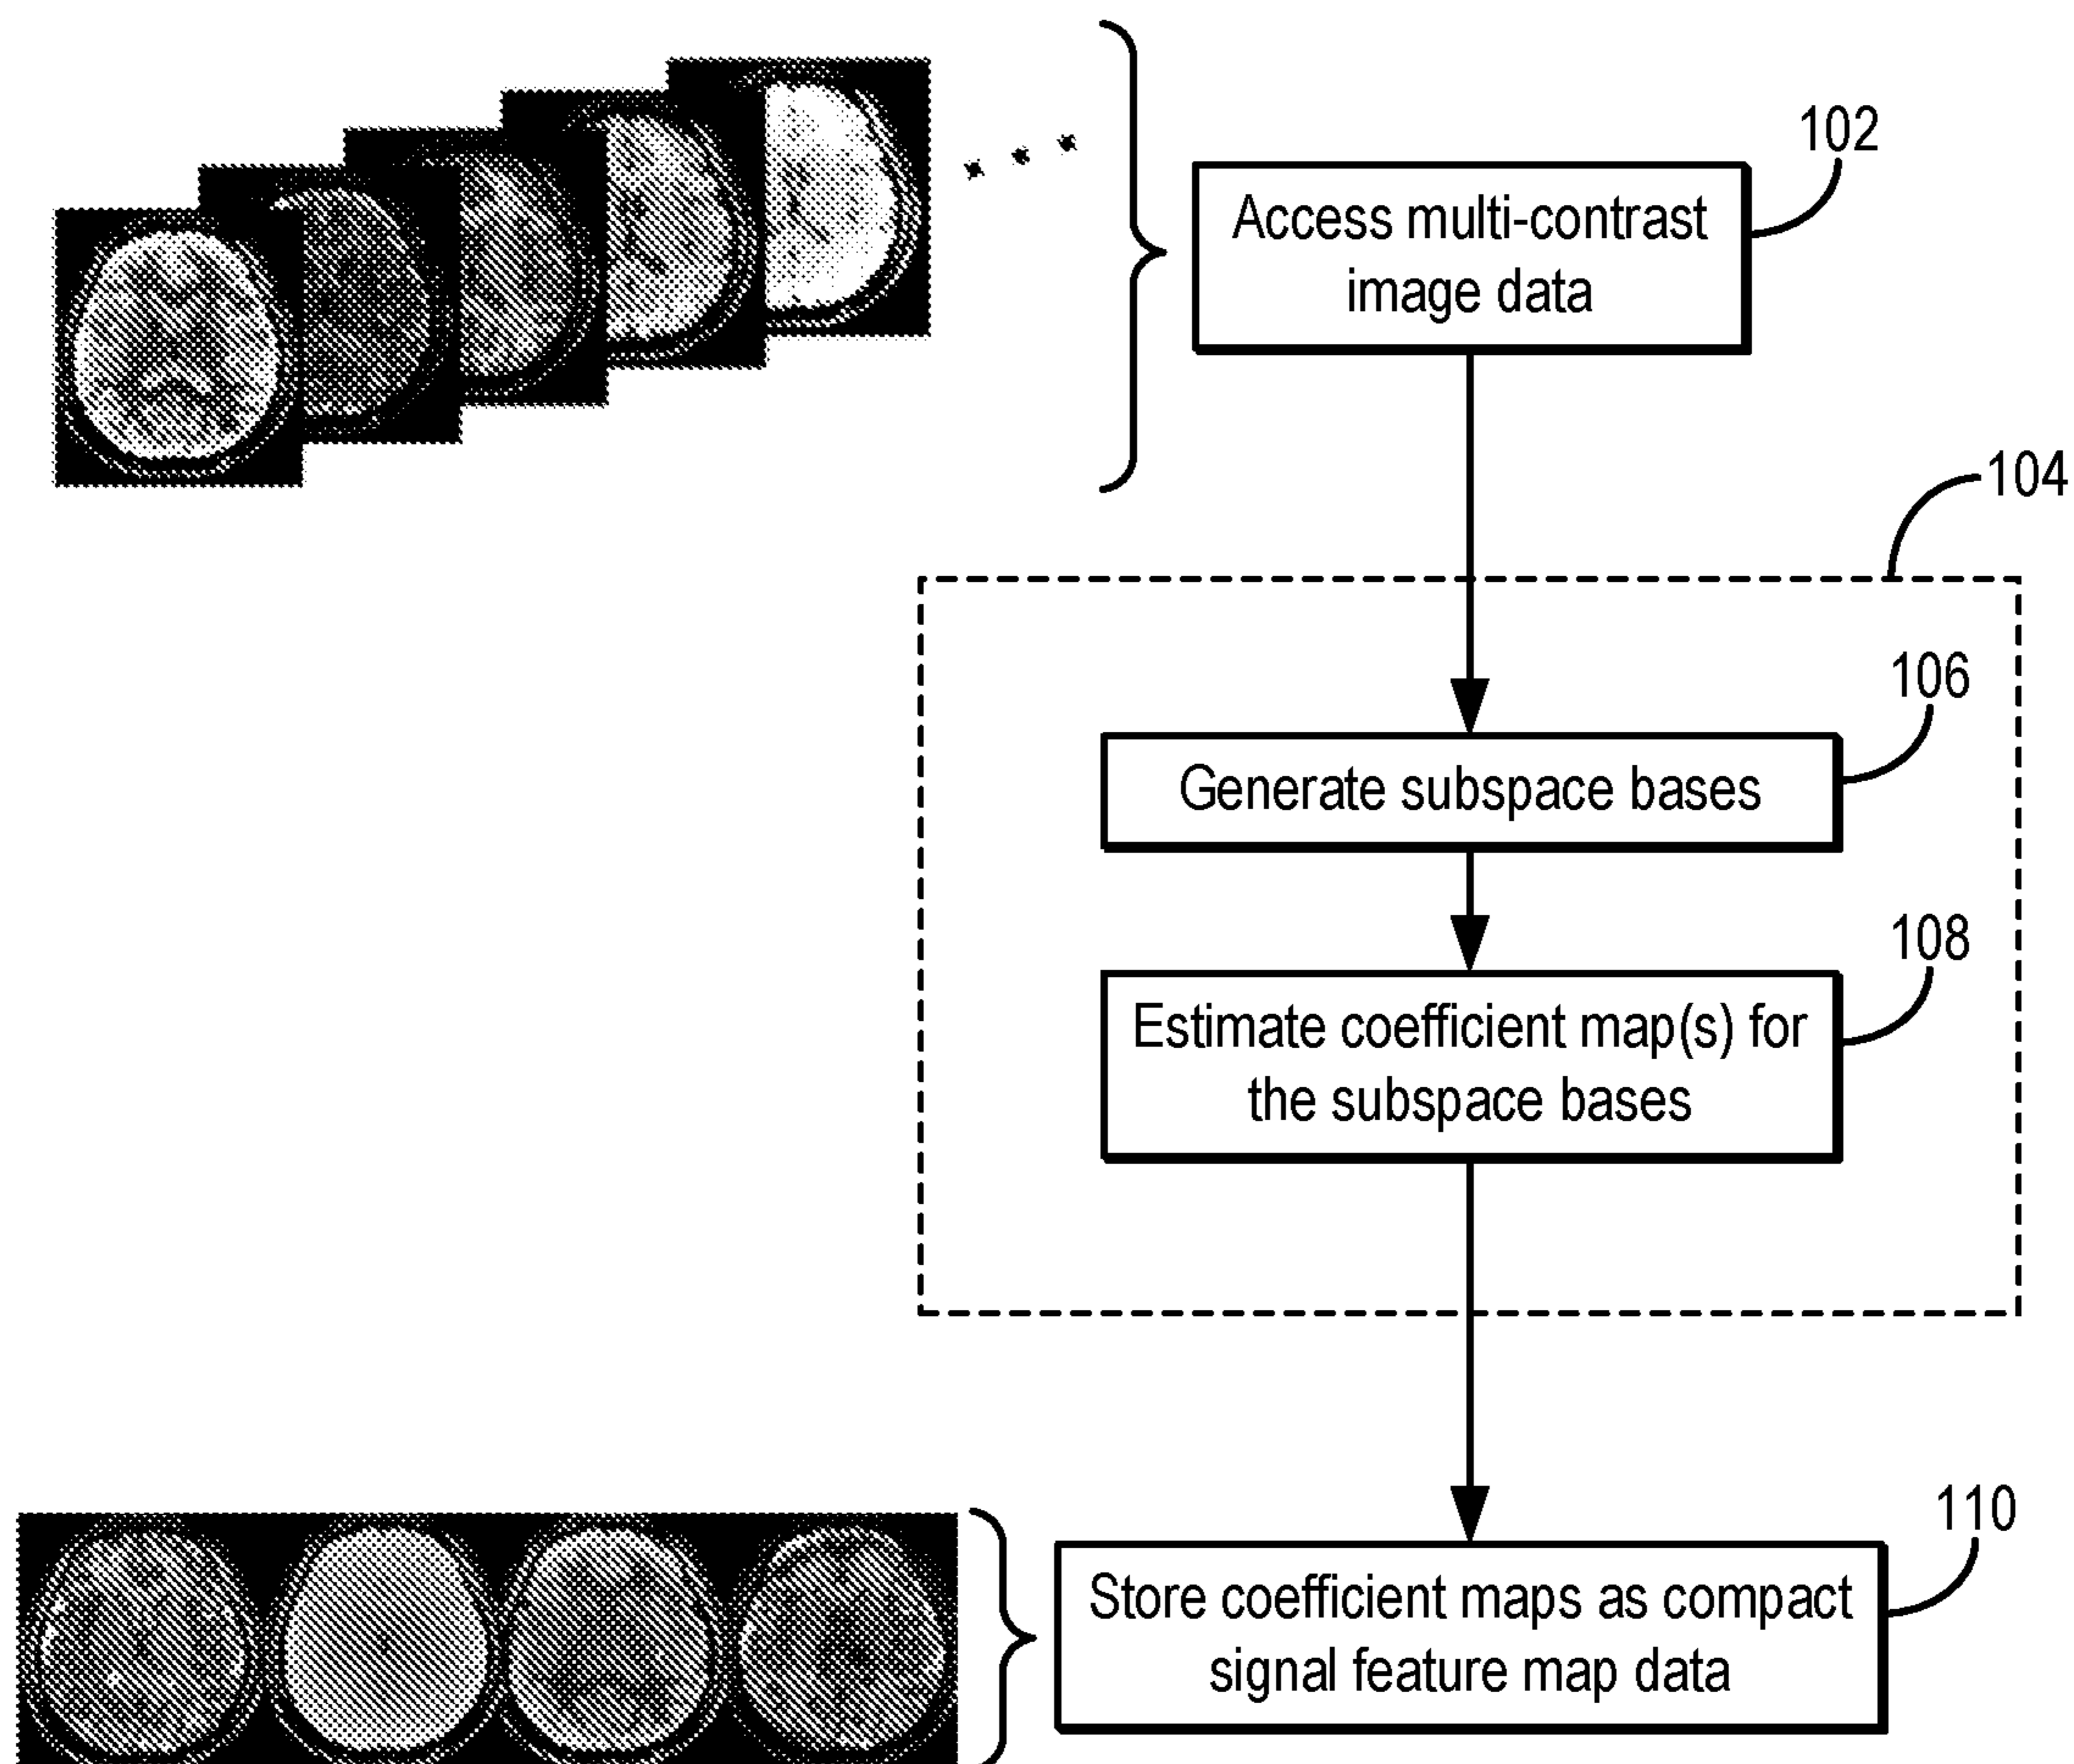 102
Access multi-contrast
image data
104
106
Generate subspace bases
108
Estimate coefficient map(s) for
the subspace bases
110
Store coefficient maps as compact
signal feature map data